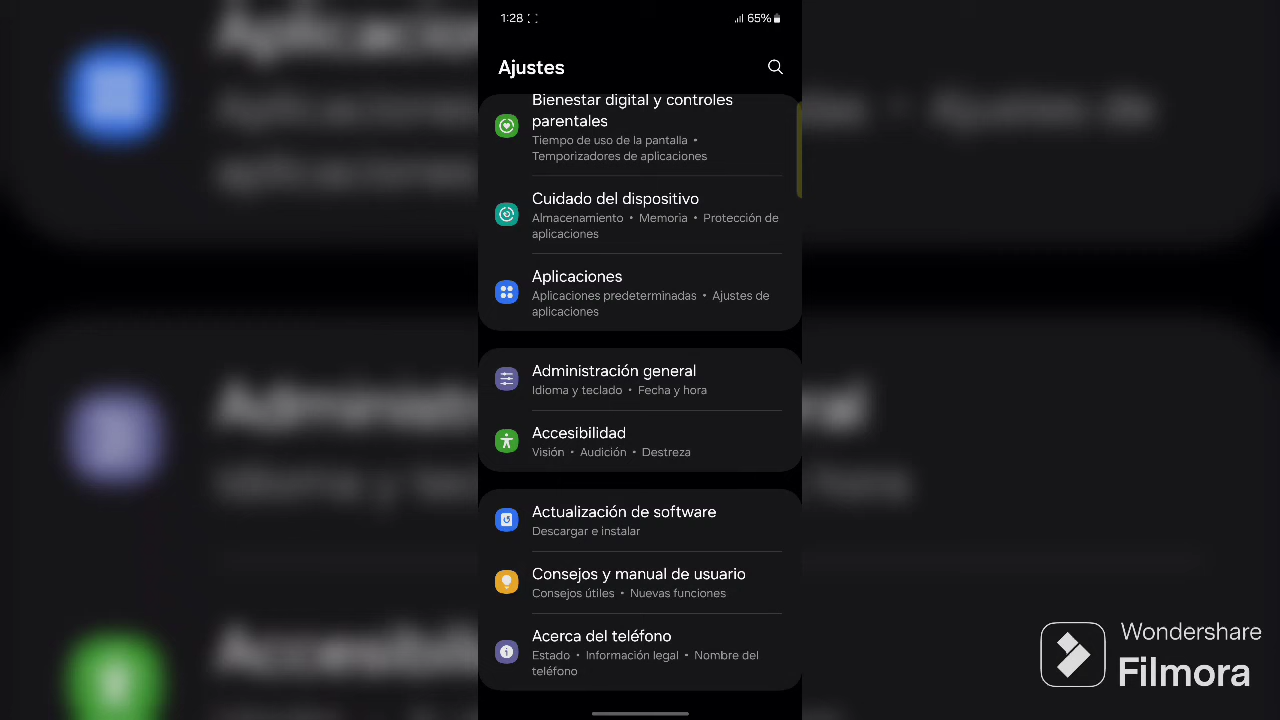 1:28
65%
Ajustes
Bienestar digital y controles
parentales
Tiempo de uso de la pantalla •
Temporizadores de aplicaciones
Cuidado del dispositivo
Almacenamiento • Memoria • Protección de
aplicaciones
Aplicaciones
Aplicaciones predeterminadas • Ajustes de
aplicaciones
Administración general
Idioma y teclado • Fecha y hora
Accesibilidad
Visión • Audición • Destreza
Actualización de software
Descargar e instalar
Consejos y manual de usuario
Consejos útiles • Nuevas funciones
Acerca del teléfono
Estado • Información legal • Nombre del
teléfono
Wondershare
Filmora